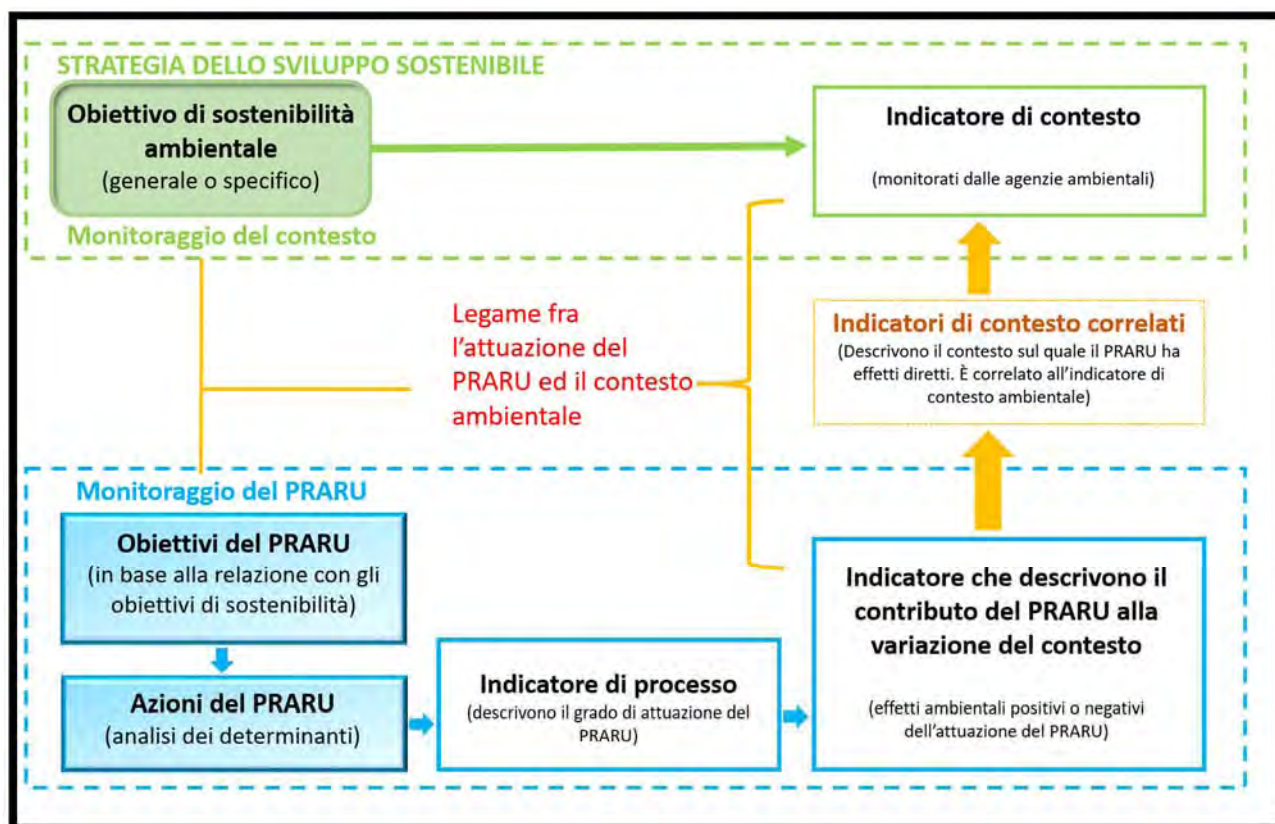 STRATEGIA DELLO SVILUPPO SOSTENIBILE
Obiettivo di sostenibilità
ambientale
(generale o specifico)
Indicatore di contesto
(monitorati dalle agenzie ambientali)
Monitoraggio del contesto
Legame fra
l'attuazione del
PRARU ed il contesto
ambientale
Indicatori di contesto correlati
(Descrivono il contesto sul quale il PRARU ha
effetti diretti. È correlato all'indicatore di
contesto ambientale)
Monitoraggio del PRARU
Obiettivi del PRARU
(in base alla relazione con gli
obiettivi di sostenibilità)
Azioni del PRARU
(analisi dei determinanti)
Indicatore di processo
(descrivono il grado di attuazione del
PRARU)
Indicatore che descrivono il
contributo del PRARU alla
variazione del contesto
(effetti ambientali positivi o negativi
dell'attuazione del PRARU)